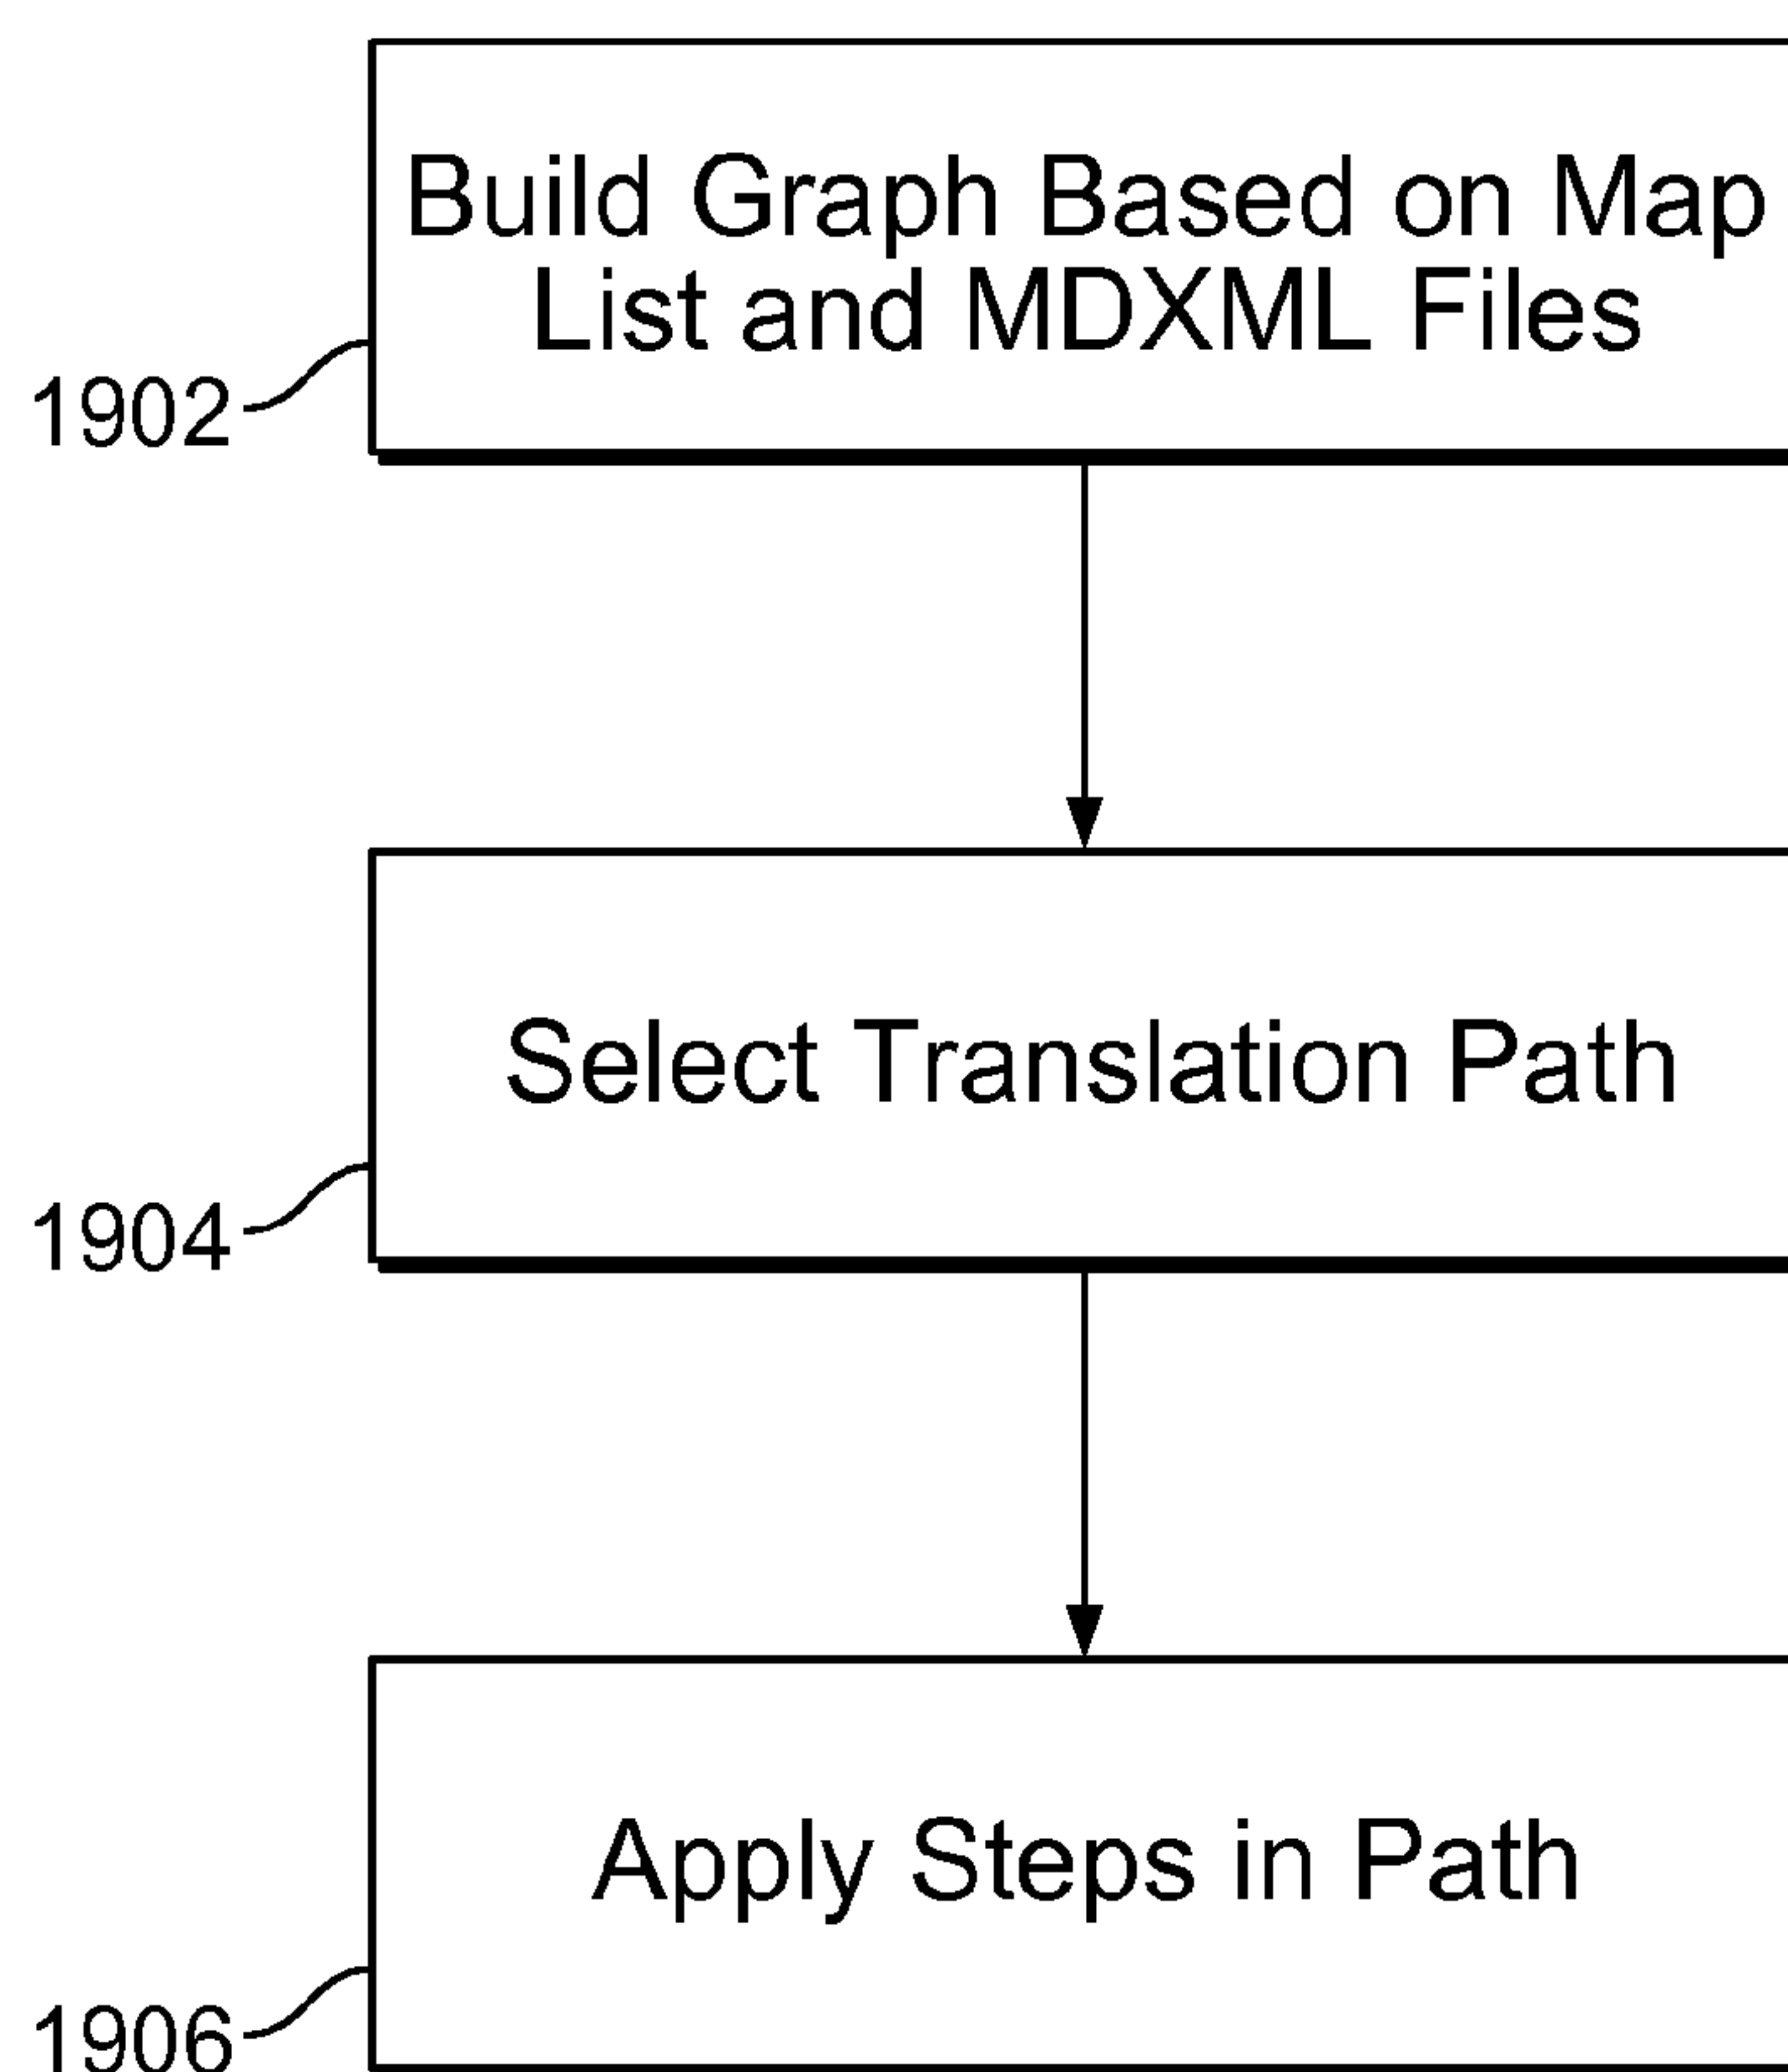 Build Graph Based on Map
List and MDXML Files
1902
Select Translation Path
1904
Apply Steps in Path
1906